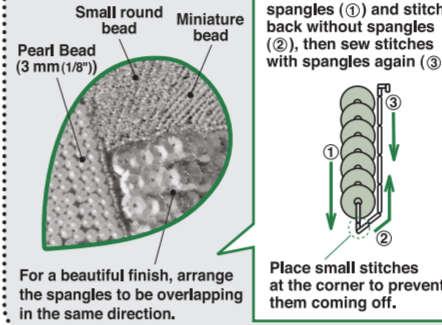 Small round
bead
Miniature
bead
Pearl Bead
(3 mm(1/8"))
For a beautiful finish, arrange
the spangles to be overlapping
in the same direction.
spangles (①) and stitch
back without spangles
(②), then sew stitches
with spangles again (③
①
③
②
Place small stitches
at the corner to prevent
them coming off.